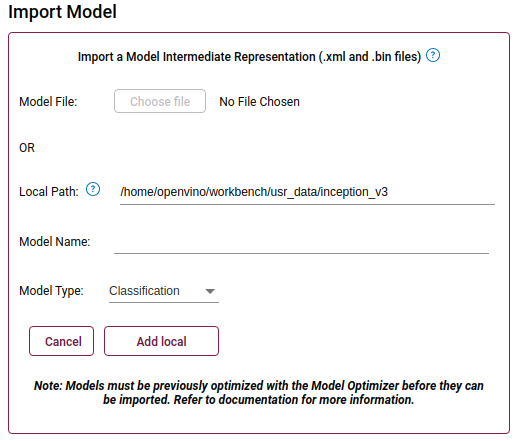 Import Model
Import a Model Intermediate Representation (.xml and .bin files) ?
Model File: Choose file No File Chosen
OR
Local Path: ? /home/openvino/workbench/usr_data/inception_v3
Model Name:
Model Type: Classification
Cancel Add local
Note: Models must be previously optimized with the Model Optimizer before they can
be imported. Refer to documentation for more information.